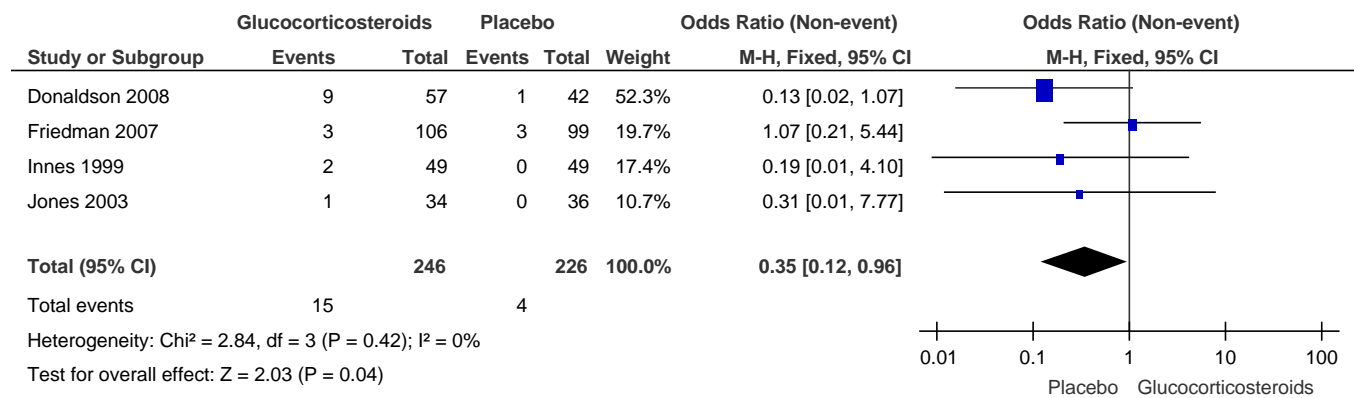 Glucocorticosteroids Placebo Odds Ratio (Non-event) Odds Ratio (Non-event)
Study or Subgroup Events Total Events Total Weight M-H, Fixed, 95% CI M-H, Fixed, 95% CI
Donaldson 2008 9 57 1 42 52.3% 0.13 [0.02, 1.07]
Friedman 2007 3 106 3 99 19.7% 1.07 [0.21, 5.44]
Innes 1999 2 49 0 49 17.4% 0.19 [0.01, 4.10]
Jones 2003 1 34 0 36 10.7% 0.31 [0.01, 7.77]
Total (95% CI) 246 226 100.0% 0.35 [0.12, 0.96]
Total events 15 4
Heterogeneity: Chi² = 2.84, df = 3 (P = 0.42); I² = 0%
Test for overall effect: Z = 2.03 (P = 0.04)
0.01 0.1 1 10 100
Placebo Glucocorticosteroids